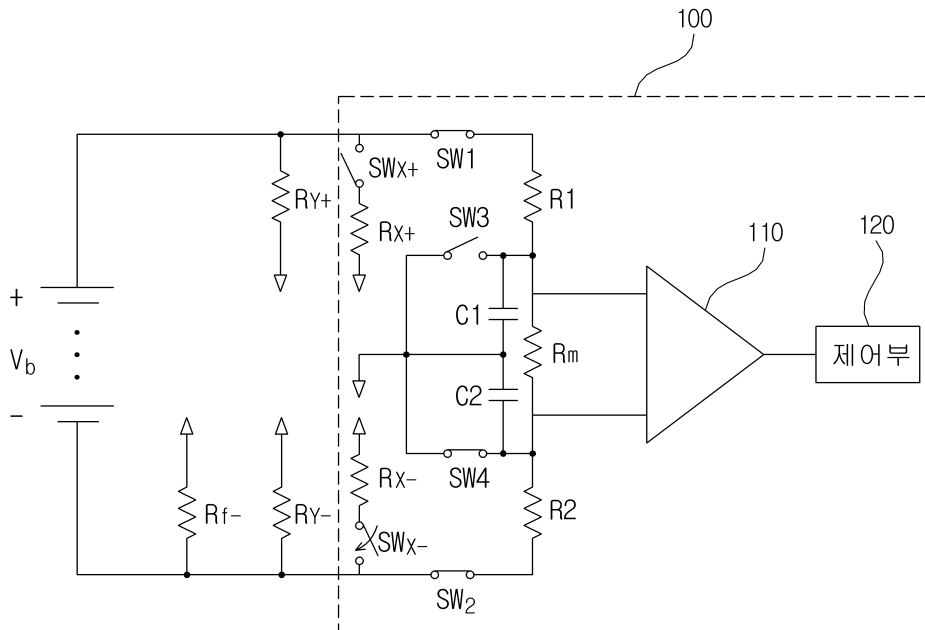 100
SWX+
SW1
RY+
RX+
R1
SW3
110
120
+
Vb
-
C1
Rm
제어부
C2
SW4
RX-
Rf-
RY-
R2
SWX-
SW2